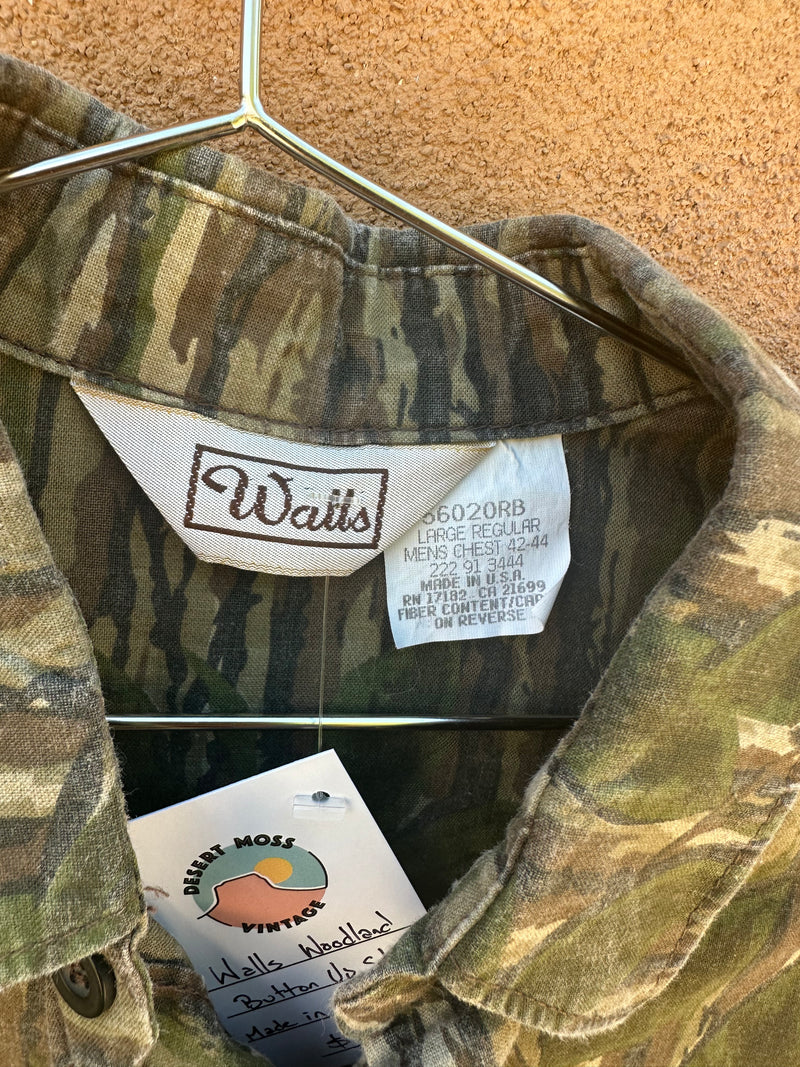 Walls
56020RB
LARGE REGULAR
MENS CHEST 42-44
222 91 3444
MADE IN U.S.A.
RN 17182 CA 21699
FIBER CONTENT/CAR
ON REVERSE
DESERT MOSS
VINTAGE
Walls Woodland
Button Up
Made in
$